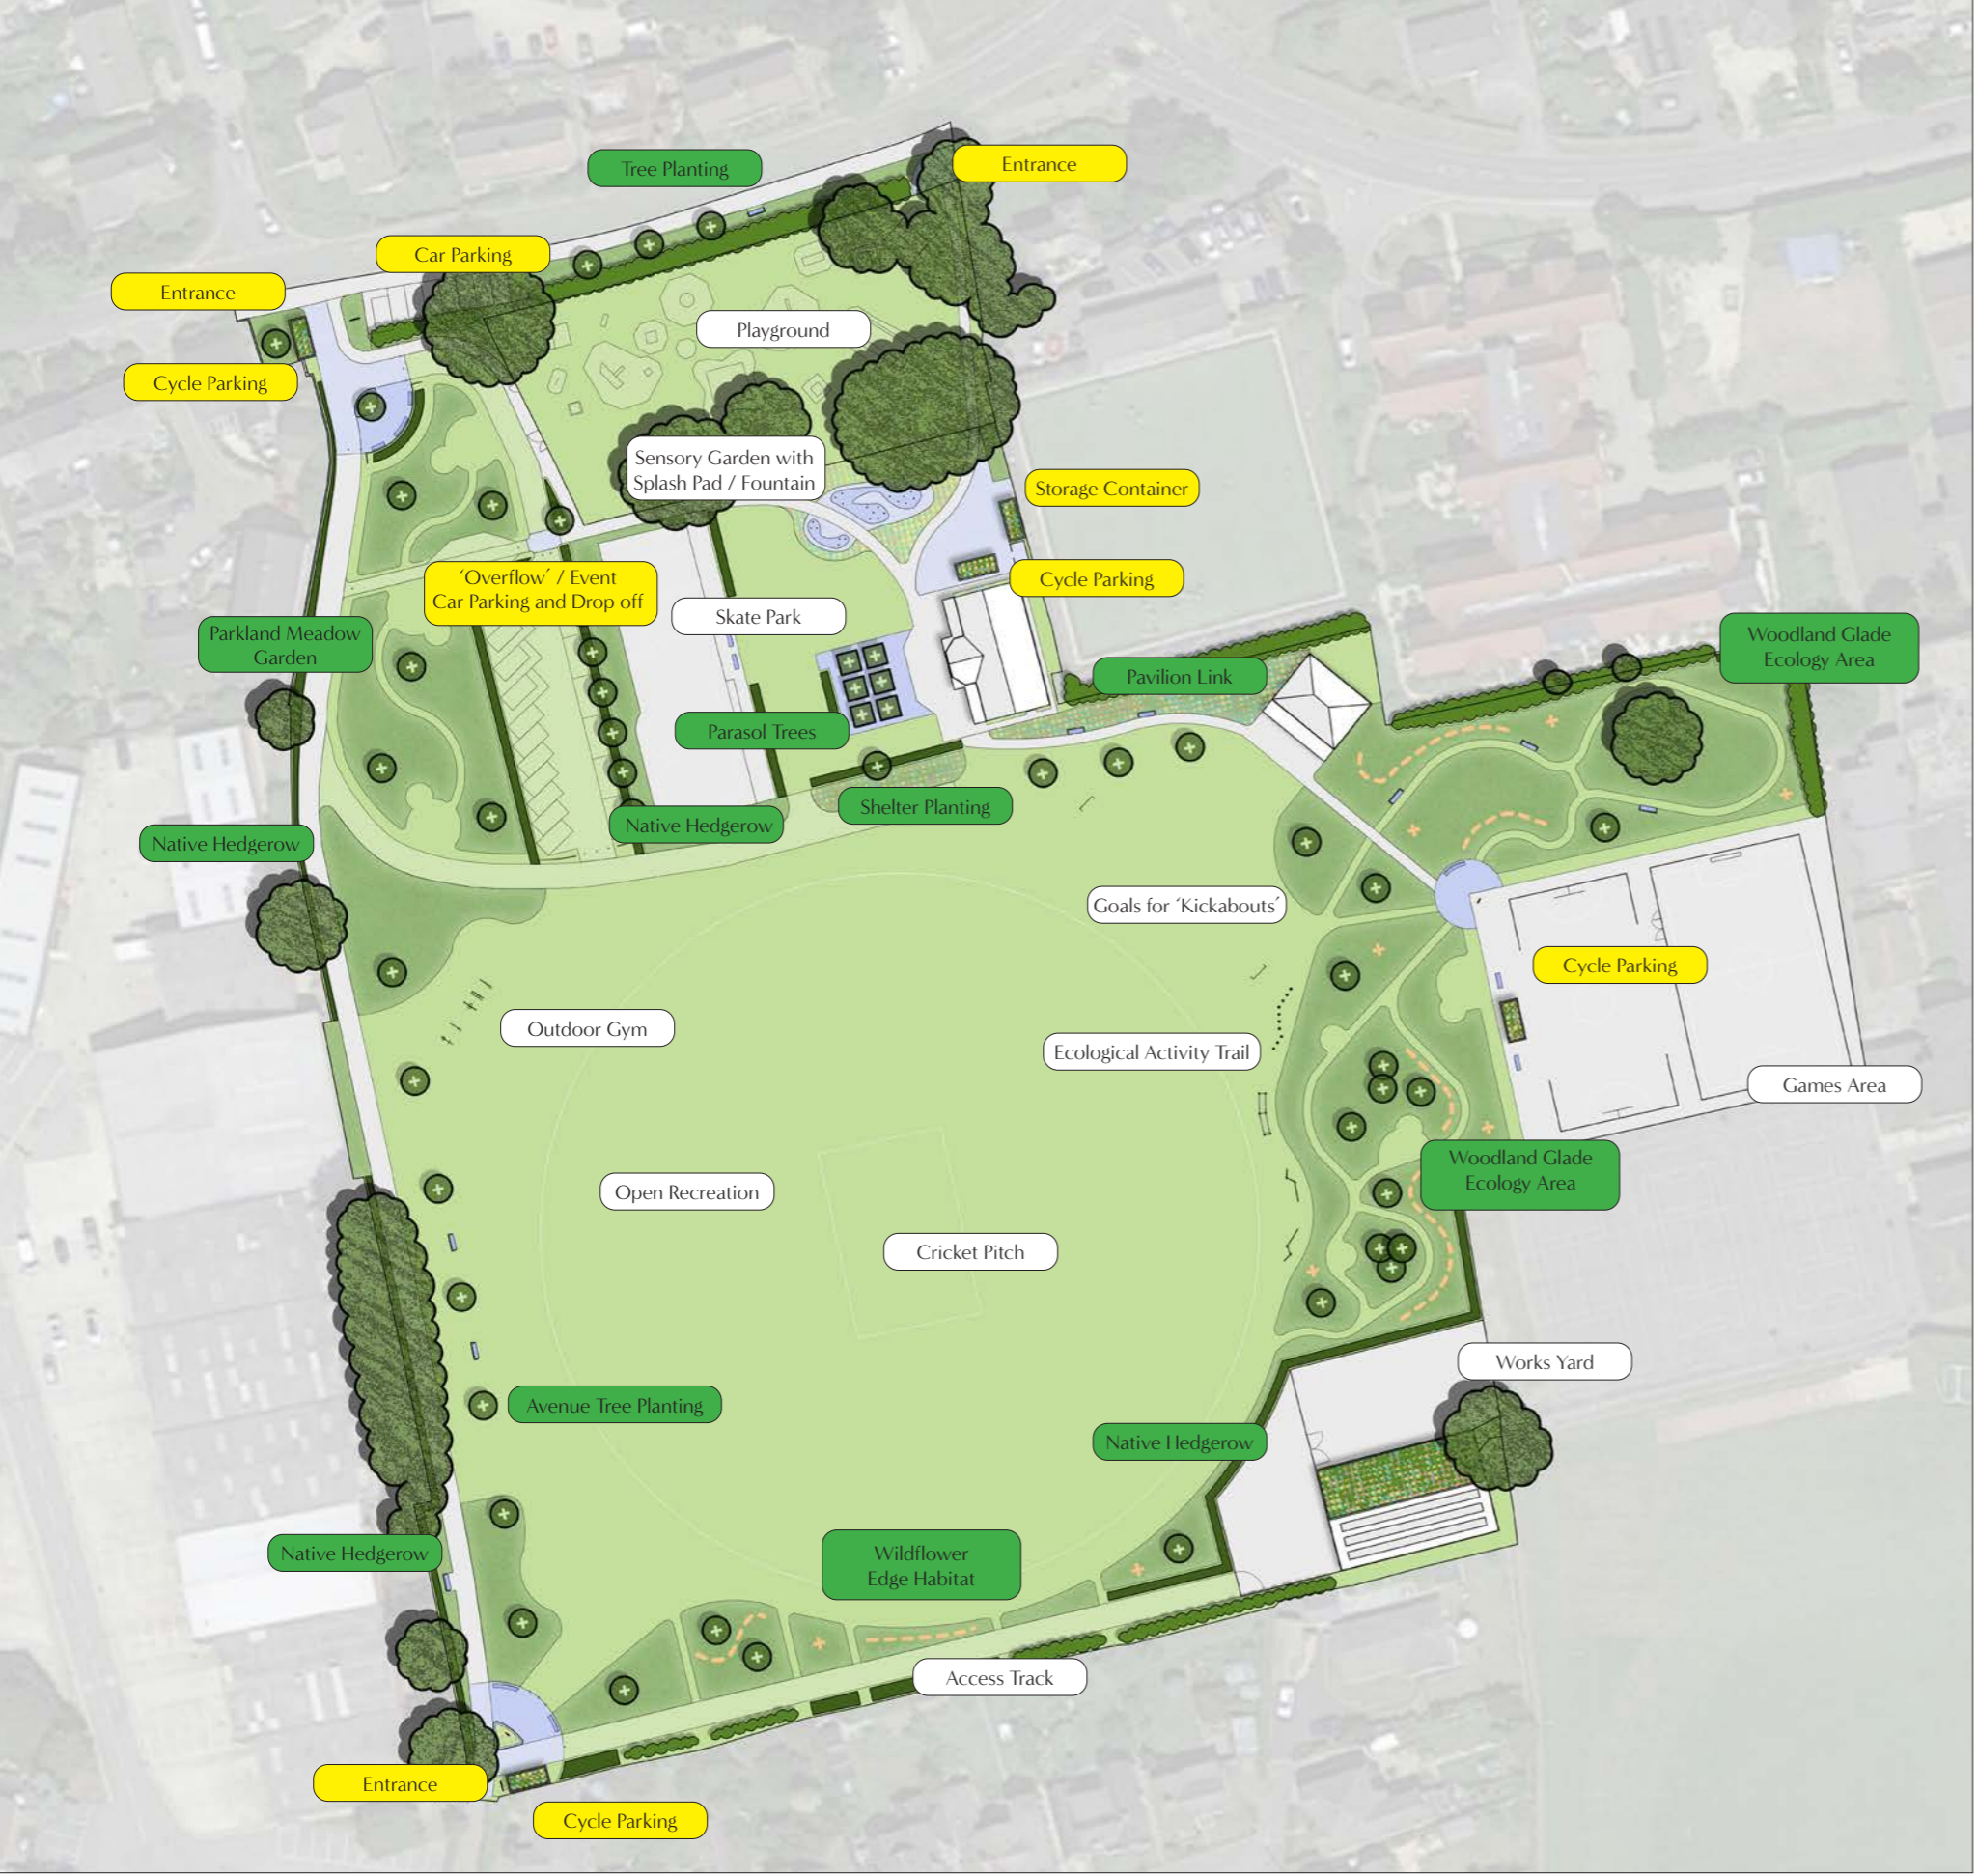 Tree Planting
Entrance
Car Parking
Entrance
Playground
Cycle Parking
Sensory Garden with
Splash Pad / Fountain
Storage Container
‘Overflow’ / Event
Car Parking and Drop off
Cycle Parking
Skate Park
Parkland Meadow
Garden
Woodland Glade
Ecology Area
Pavilion Link
Parasol Trees
Shelter Planting
Native Hedgerow
Native Hedgerow
Goals for ‘Kickabouts’
Cycle Parking
Outdoor Gym
Ecological Activity Trail
Games Area
Woodland Glade
Ecology Area
Open Recreation
Cricket Pitch
Works Yard
Avenue Tree Planting
Native Hedgerow
Native Hedgerow
Wildflower
Edge Habitat
Access Track
Entrance
Cycle Parking